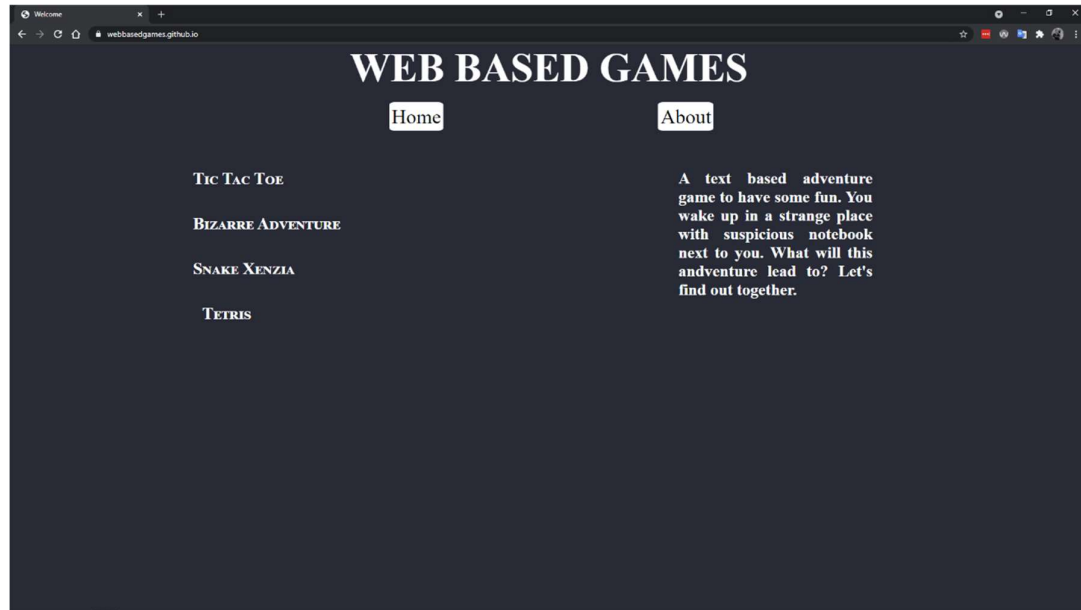 Welcome
webbasedgames.github.io
WEB BASED GAMES
Home
About
TIC TAC TOE
BIZARRE ADVENTURE
SNAKE XENZIA
TETRIS
A text based adventure
game to have some fun. You
wake up in a strange place
with suspicious notebook
next to you. What will this
andventure lead to? Let's
find out together.